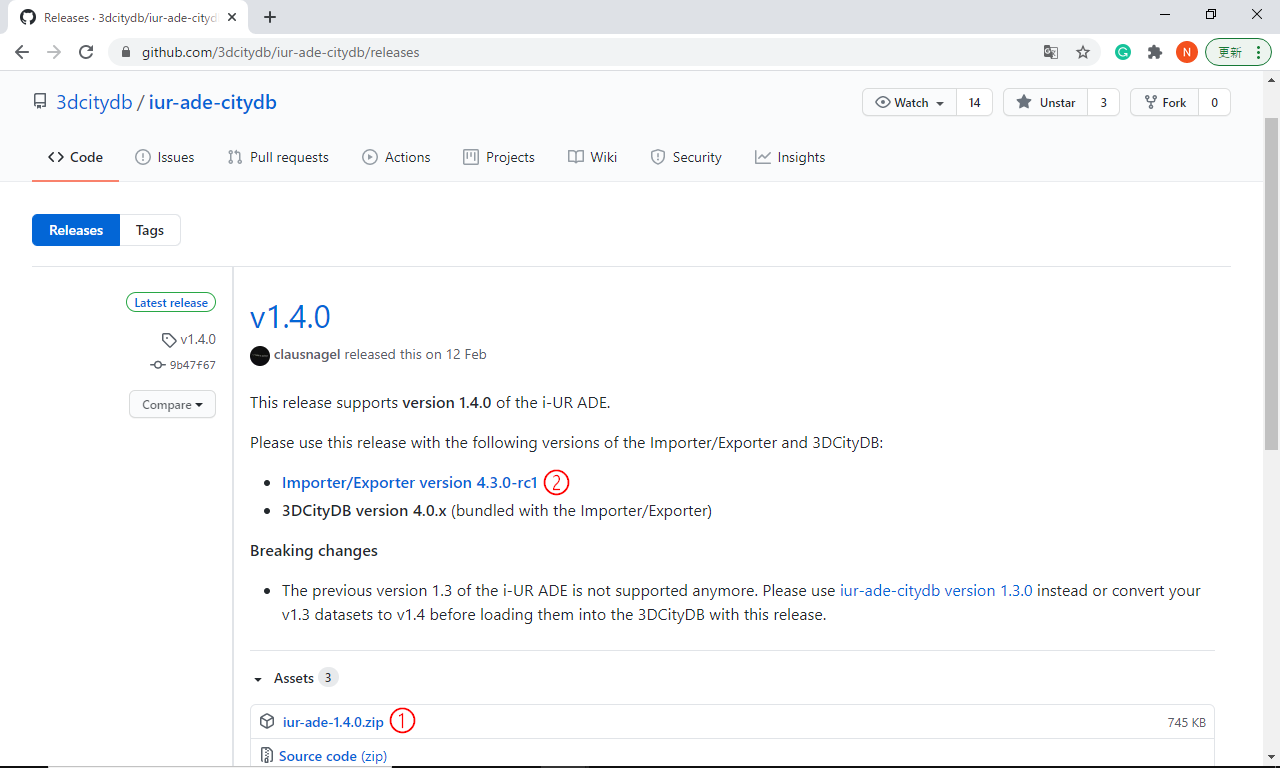 Releases · 3dcitydb/iur-ade-cityd
github.com/3dcitydb/iur-ade-citydb/releases
N
更新
3dcitydb / iur-ade-citydb
Watch 14
Unstar 3
Fork 0
Code Issues Pull requests Actions Projects Wiki Security Insights
Releases Tags
Latest release
v1.4.0
9b47f67
Compare
v1.4.0
clausnagel released this on 12 Feb
This release supports version 1.4.0 of the i-UR ADE.
Please use this release with the following versions of the Importer/Exporter and 3DCityDB:
• Importer/Exporter version 4.3.0-rc1 ②
• 3DCityDB version 4.0.x (bundled with the Importer/Exporter)
Breaking changes
• The previous version 1.3 of the i-UR ADE is not supported anymore. Please use iur-ade-citydb version 1.3.0 instead or convert your
v1.3 datasets to v1.4 before loading them into the 3DCityDB with this release.
Assets 3
iur-ade-1.4.0.zip ① 745 KB
Source code (zip)